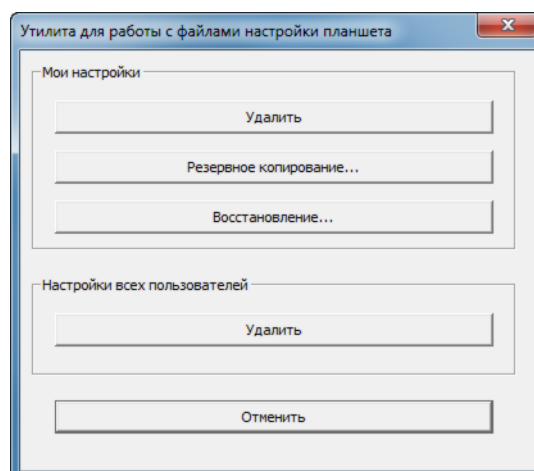 Утилита для работы с файлами настройки планшета
Мои настройки
Удалить
Резервное копирование...
Восстановление...
Настройки всех пользователей
Удалить
Отменить